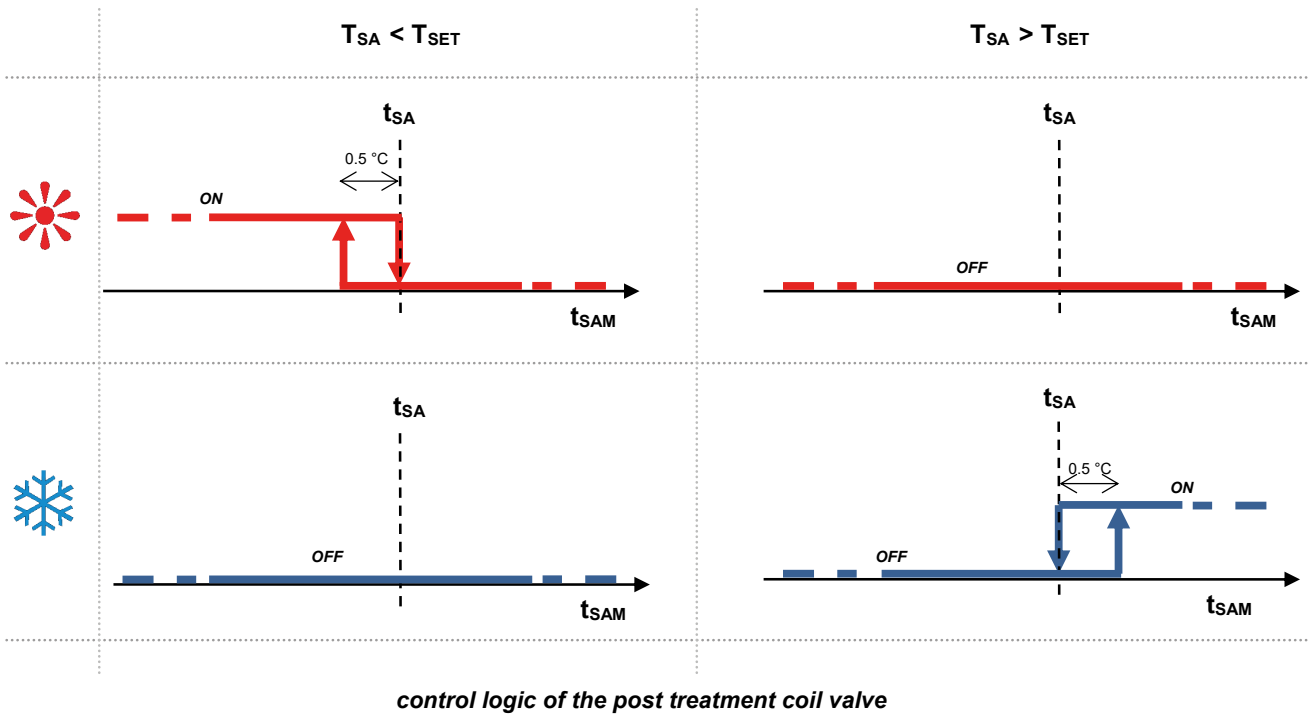 TSA < TSET
TSA > TSET
tSA
0.5 °C
ON
tSAM
tSA
OFF
tSAM
tSA
OFF
tSAM
tSA
0.5 °C
ON
OFF
tSAM
control logic of the post treatment coil valve